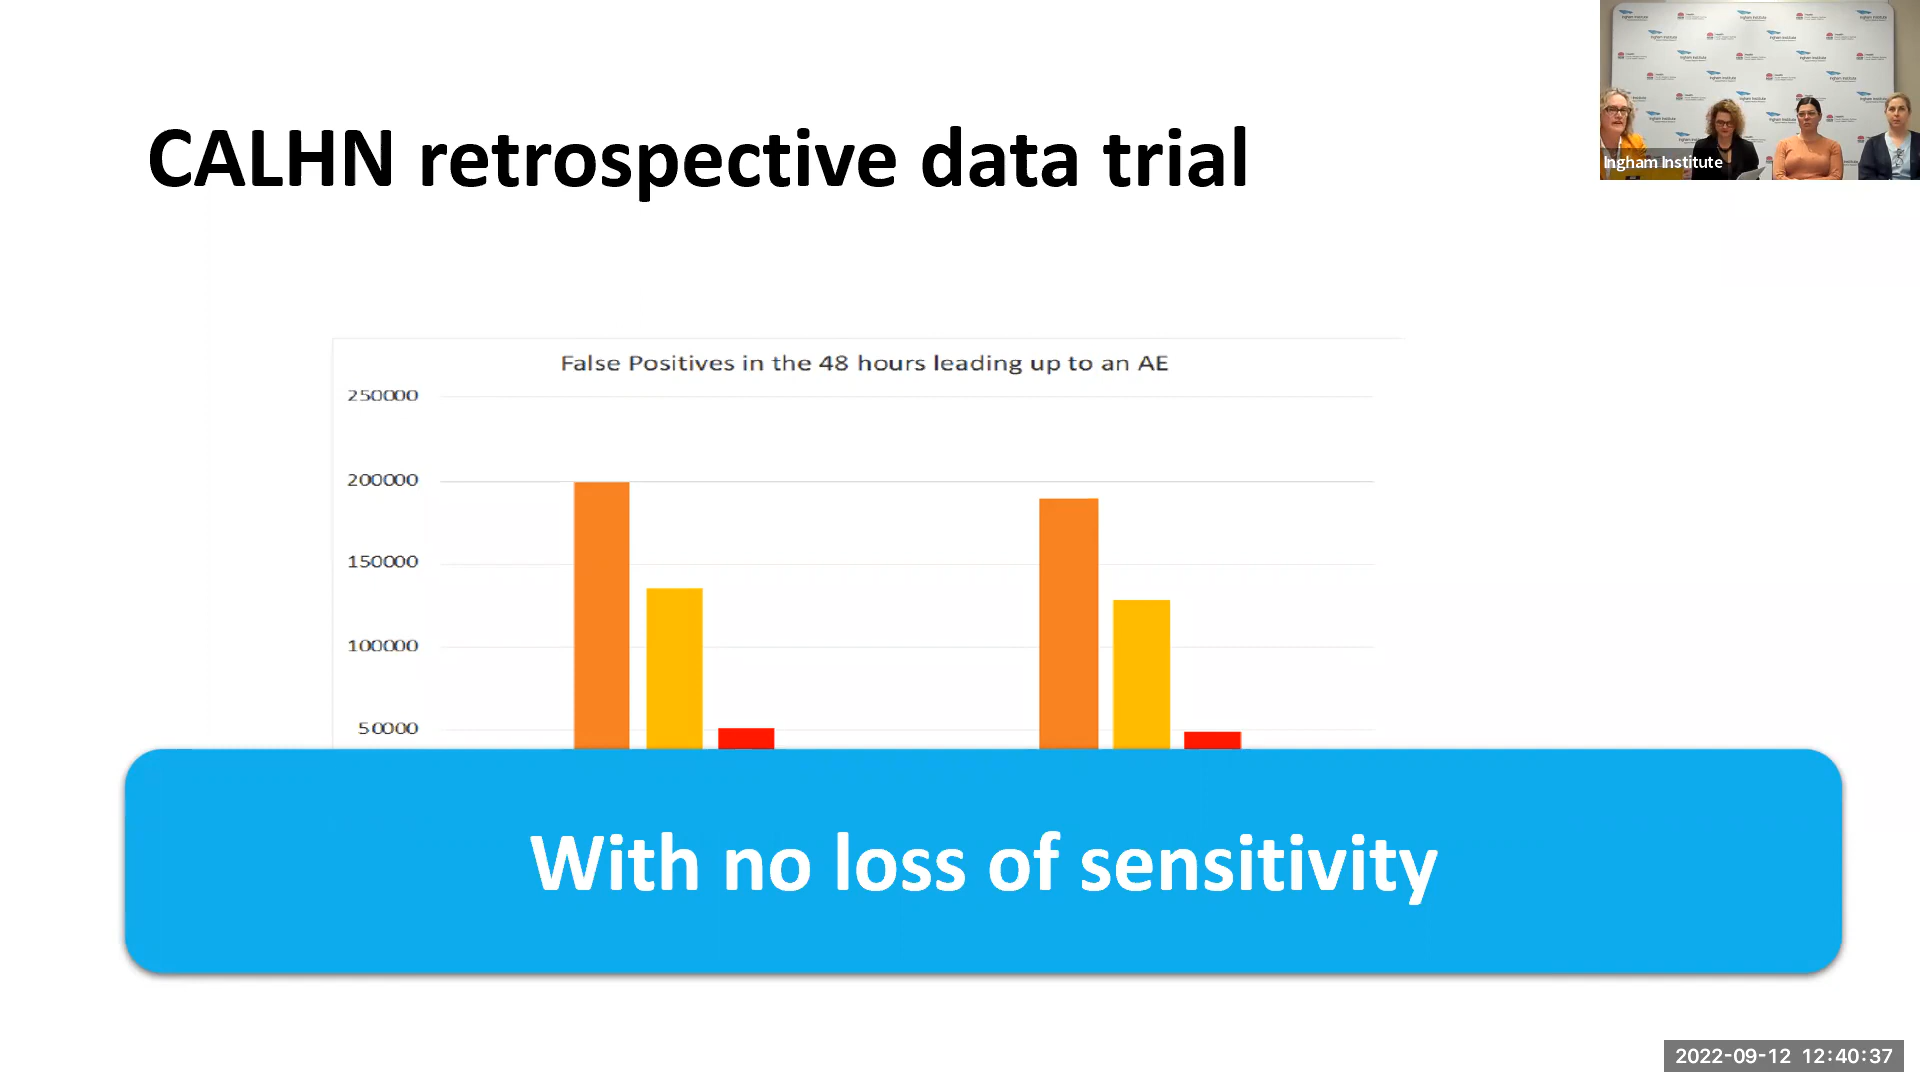 CALHN retrospective data trial
Ingham Institute
False Positives in the 48 hours leading up to an AE
250000
200000
150000
100000
50000
With no loss of sensitivity
2022-09-12 12:40:37